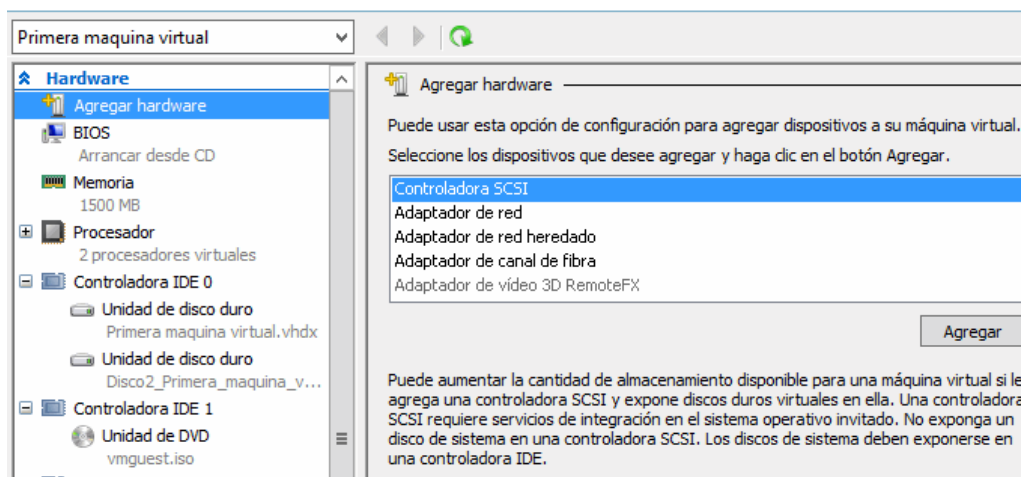 Primera maquina virtual
Hardware
Agregar hardware
BIOS
Arrancar desde CD
Memoria
1500 MB
Procesador
2 procesadores virtuales
Controladora IDE 0
Unidad de disco duro
Primera maquina virtual.vhdx
Unidad de disco duro
Disco2_Primera_maquina_v...
Controladora IDE 1
Unidad de DVD
vmguest.iso
Agregar hardware
Puede usar esta opción de configuración para agregar dispositivos a su máquina virtual.
Seleccione los dispositivos que desee agregar y haga clic en el botón Agregar.
Controladora SCSI
Adaptador de red
Adaptador de red heredado
Adaptador de canal de fibra
Adaptador de vídeo 3D RemoteFX
Agregar
Puede aumentar la cantidad de almacenamiento disponible para una máquina virtual si le
agrega una controladora SCSI y expone discos duros virtuales en ella. Una controladora
SCSI requiere servicios de integración en el sistema operativo invitado. No exponga un
disco de sistema en una controladora SCSI. Los discos de sistema deben exponerse en
una controladora IDE.